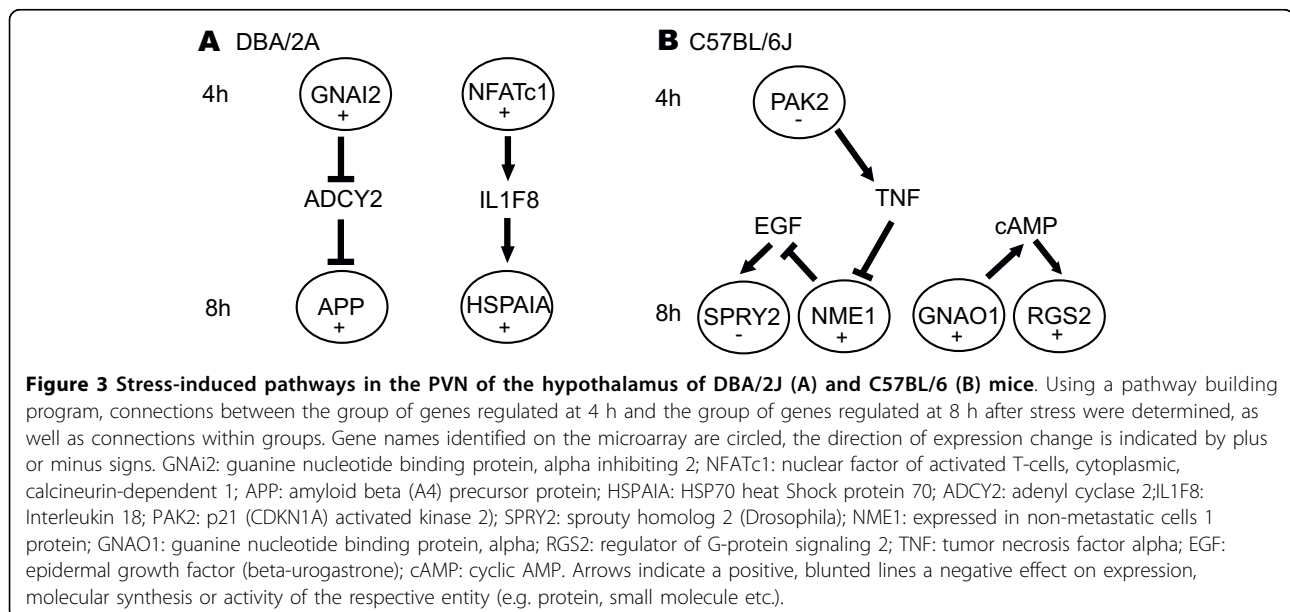 A DBA/2A
B C57BL/6J
4h
GNAI2
+
NFATc1
+
4h
PAK2
-
ADCY2
IL1F8
TNF
EGF
cAMP
8h
APP
+
HSPAIA
+
8h
SPRY2
-
NME1
+
GNAO1
+
RGS2
+
Figure 3 Stress-induced pathways in the PVN of the hypothalamus of DBA/2J (A) and C57BL/6 (B) mice. Using a pathway building
program, connections between the group of genes regulated at 4 h and the group of genes regulated at 8 h after stress were determined, as
well as connections within groups. Gene names identified on the microarray are circled, the direction of expression change is indicated by plus
or minus signs. GNAi2: guanine nucleotide binding protein, alpha inhibiting 2; NFATc1: nuclear factor of activated T-cells, cytoplasmic,
calcineurin-dependent 1; APP: amyloid beta (A4) precursor protein; HSPAIA: HSP70 heat Shock protein 70; ADCY2: adenyl cyclase 2;IL1F8:
Interleukin 18; PAK2: p21 (CDKN1A) activated kinase 2); SPRY2: sprouty homolog 2 (Drosophila); NME1: expressed in non-metastatic cells 1
protein; GNAO1: guanine nucleotide binding protein, alpha; RGS2: regulator of G-protein signaling 2; TNF: tumor necrosis factor alpha; EGF:
epidermal growth factor (beta-urogastrone); cAMP: cyclic AMP. Arrows indicate a positive, blunted lines a negative effect on expression,
molecular synthesis or activity of the respective entity (e.g. protein, small molecule etc.).